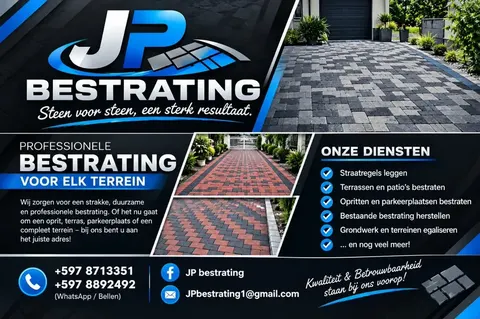 JP
BESTRATING
Steen voor steen, een sterk resultaat.
PROFESSIONELE
BESTRATING
VOOR ELK TERREIN
Wij zorgen voor een strakke, duurzame
en professionele bestrating. Of het nu gaat
om een oprit, terras, parkeerplaats of een
compleet terrein – bij ons bent u aan
het juiste adres!
ONZE DIENSTEN
Straatregels leggen
Terrassen en patio's bestraten
Opritten en parkeerplaatsen bestraten
Bestaande bestrating herstellen
Grondwerk en terreinen egaliseren
... en nog veel meer!
+597 8713351
+597 8892492
(WhatsApp / Bellen)
JP bestrating
JPbestrating1@gmail.com
Kwaliteit & Betrouwbaarheid
staan bij ons voorop!